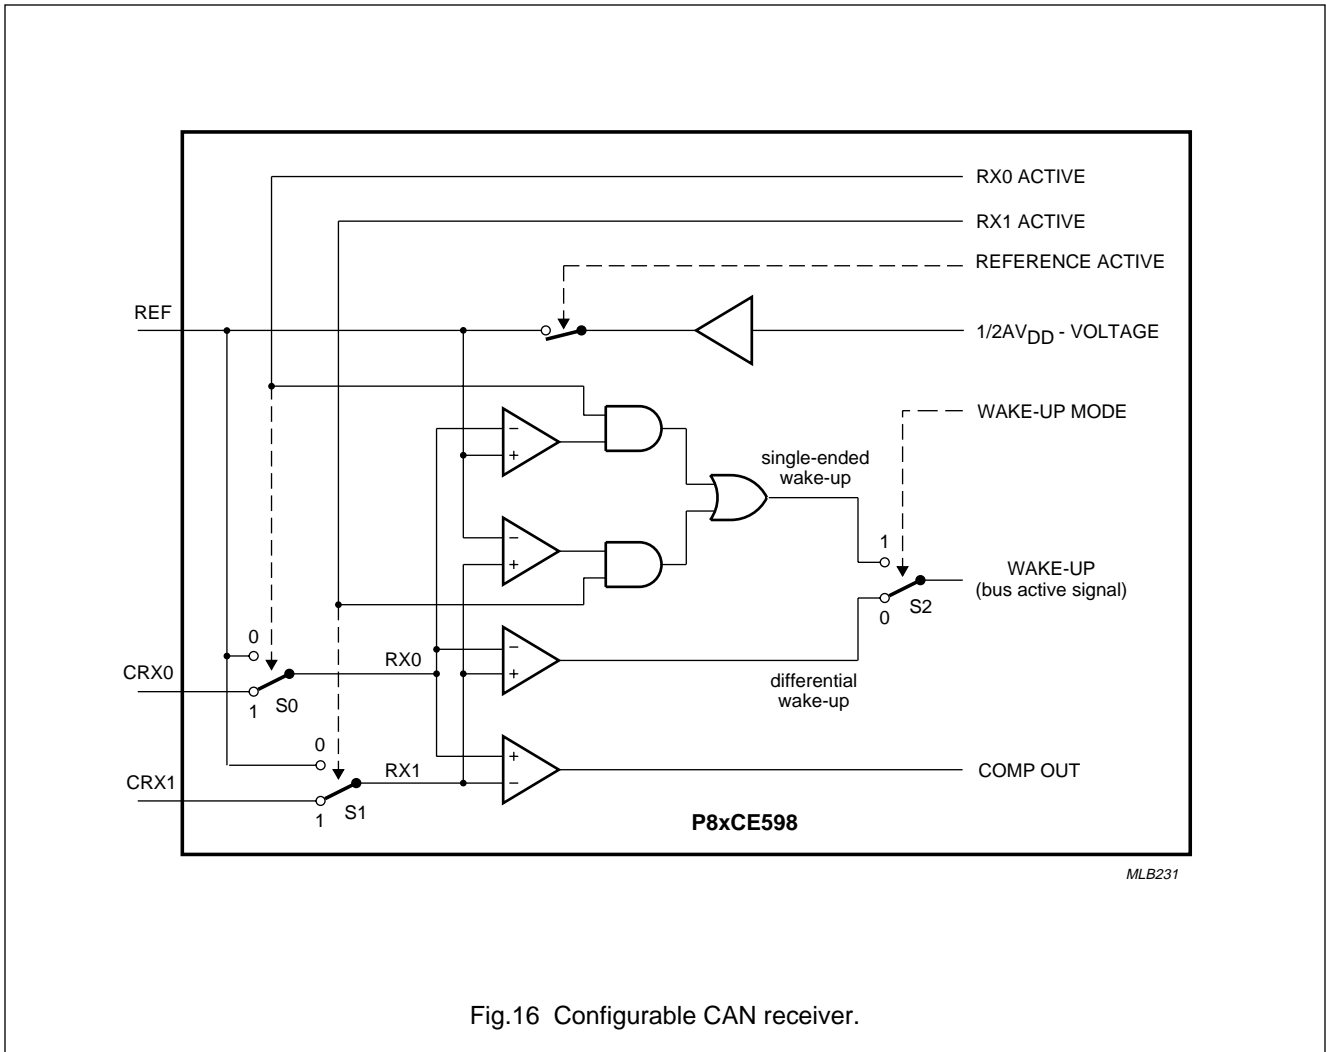 RX0 ACTIVE
RX1 ACTIVE
REFERENCE ACTIVE
REF
1/2AVDD - VOLTAGE
WAKE-UP MODE
−
+
single-ended
wake-up
−
+
1
WAKE-UP
(bus active signal)
S2
0
0
CRX0
RX0
−
+
1
S0
differential
wake-up
0
CRX1
RX1
+
−
COMP OUT
1
S1
P8xCE598
MLB231
Fig.16 Configurable CAN receiver.